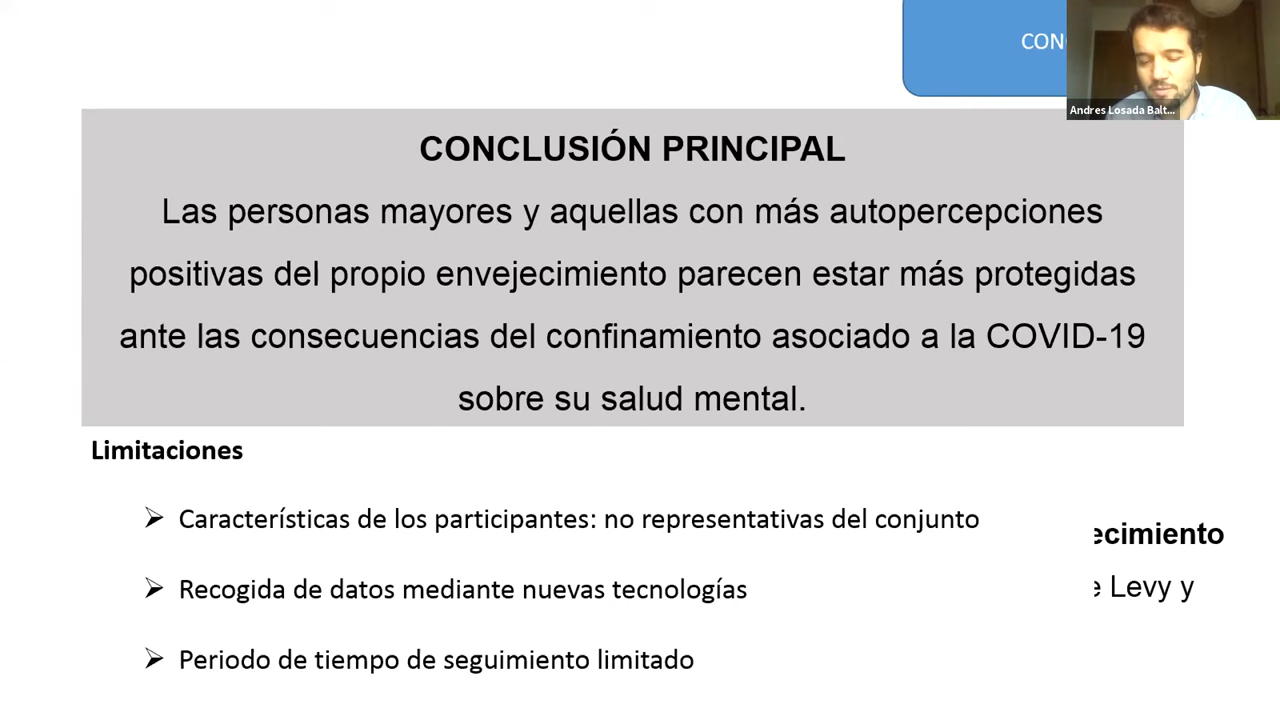 CON
Andres Losada Balt...
CONCLUSIÓN PRINCIPAL
Las personas mayores y aquellas con más autopercepciones
positivas del propio envejecimiento parecen estar más protegidas
ante las consecuencias del confinamiento asociado a la COVID-19
sobre su salud mental.
Limitaciones
Características de los participantes: no representativas del conjunto
ecimiento
Recogida de datos mediante nuevas tecnologías
e Levy y
Periodo de tiempo de seguimiento limitado